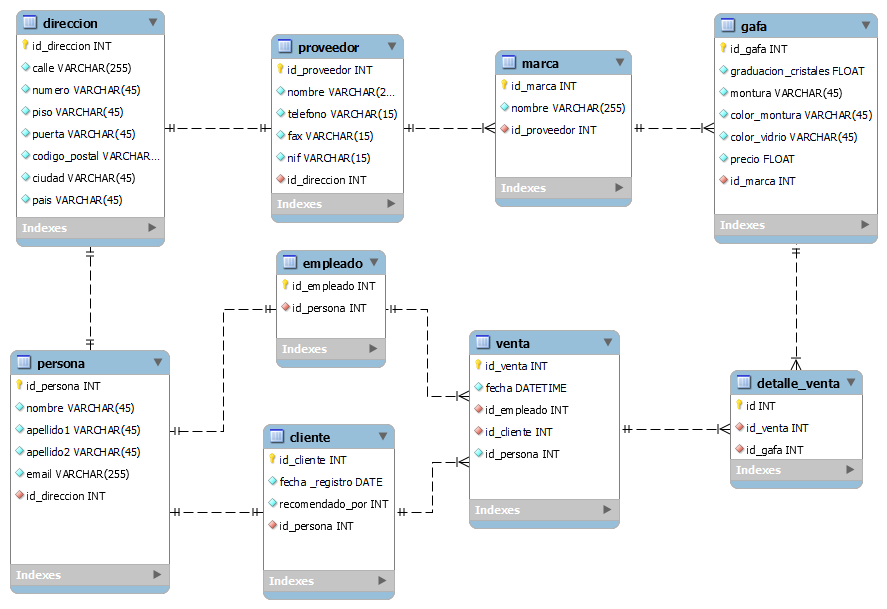 direccion
id_direccion INT
calle VARCHAR(255)
numero VARCHAR(45)
piso VARCHAR(45)
puerta VARCHAR(45)
codigo_postal VARCHAR...
ciudad VARCHAR(45)
pais VARCHAR(45)
Indexes
proveedor
id_proveedor INT
nombre VARCHAR(2...
telefono VARCHAR(15)
fax VARCHAR(15)
nif VARCHAR(15)
id_direccion INT
Indexes
marca
id_marca INT
nombre VARCHAR(255)
id_proveedor INT
Indexes
gafa
id_gafa INT
graduacion_cristales FLOAT
montura VARCHAR(45)
color_montura VARCHAR(45)
color_vidrio VARCHAR(45)
precio FLOAT
id_marca INT
Indexes
empleado
id_empleado INT
id_persona INT
Indexes
persona
id_persona INT
nombre VARCHAR(45)
apellido1 VARCHAR(45)
apellido2 VARCHAR(45)
email VARCHAR(255)
id_direccion INT
Indexes
cliente
id_cliente INT
fecha _registro DATE
recomendado_por INT
id_persona INT
Indexes
venta
id_venta INT
fecha DATETIME
id_empleado INT
id_cliente INT
id_persona INT
Indexes
detalle_venta
id INT
id_venta INT
id_gafa INT
Indexes